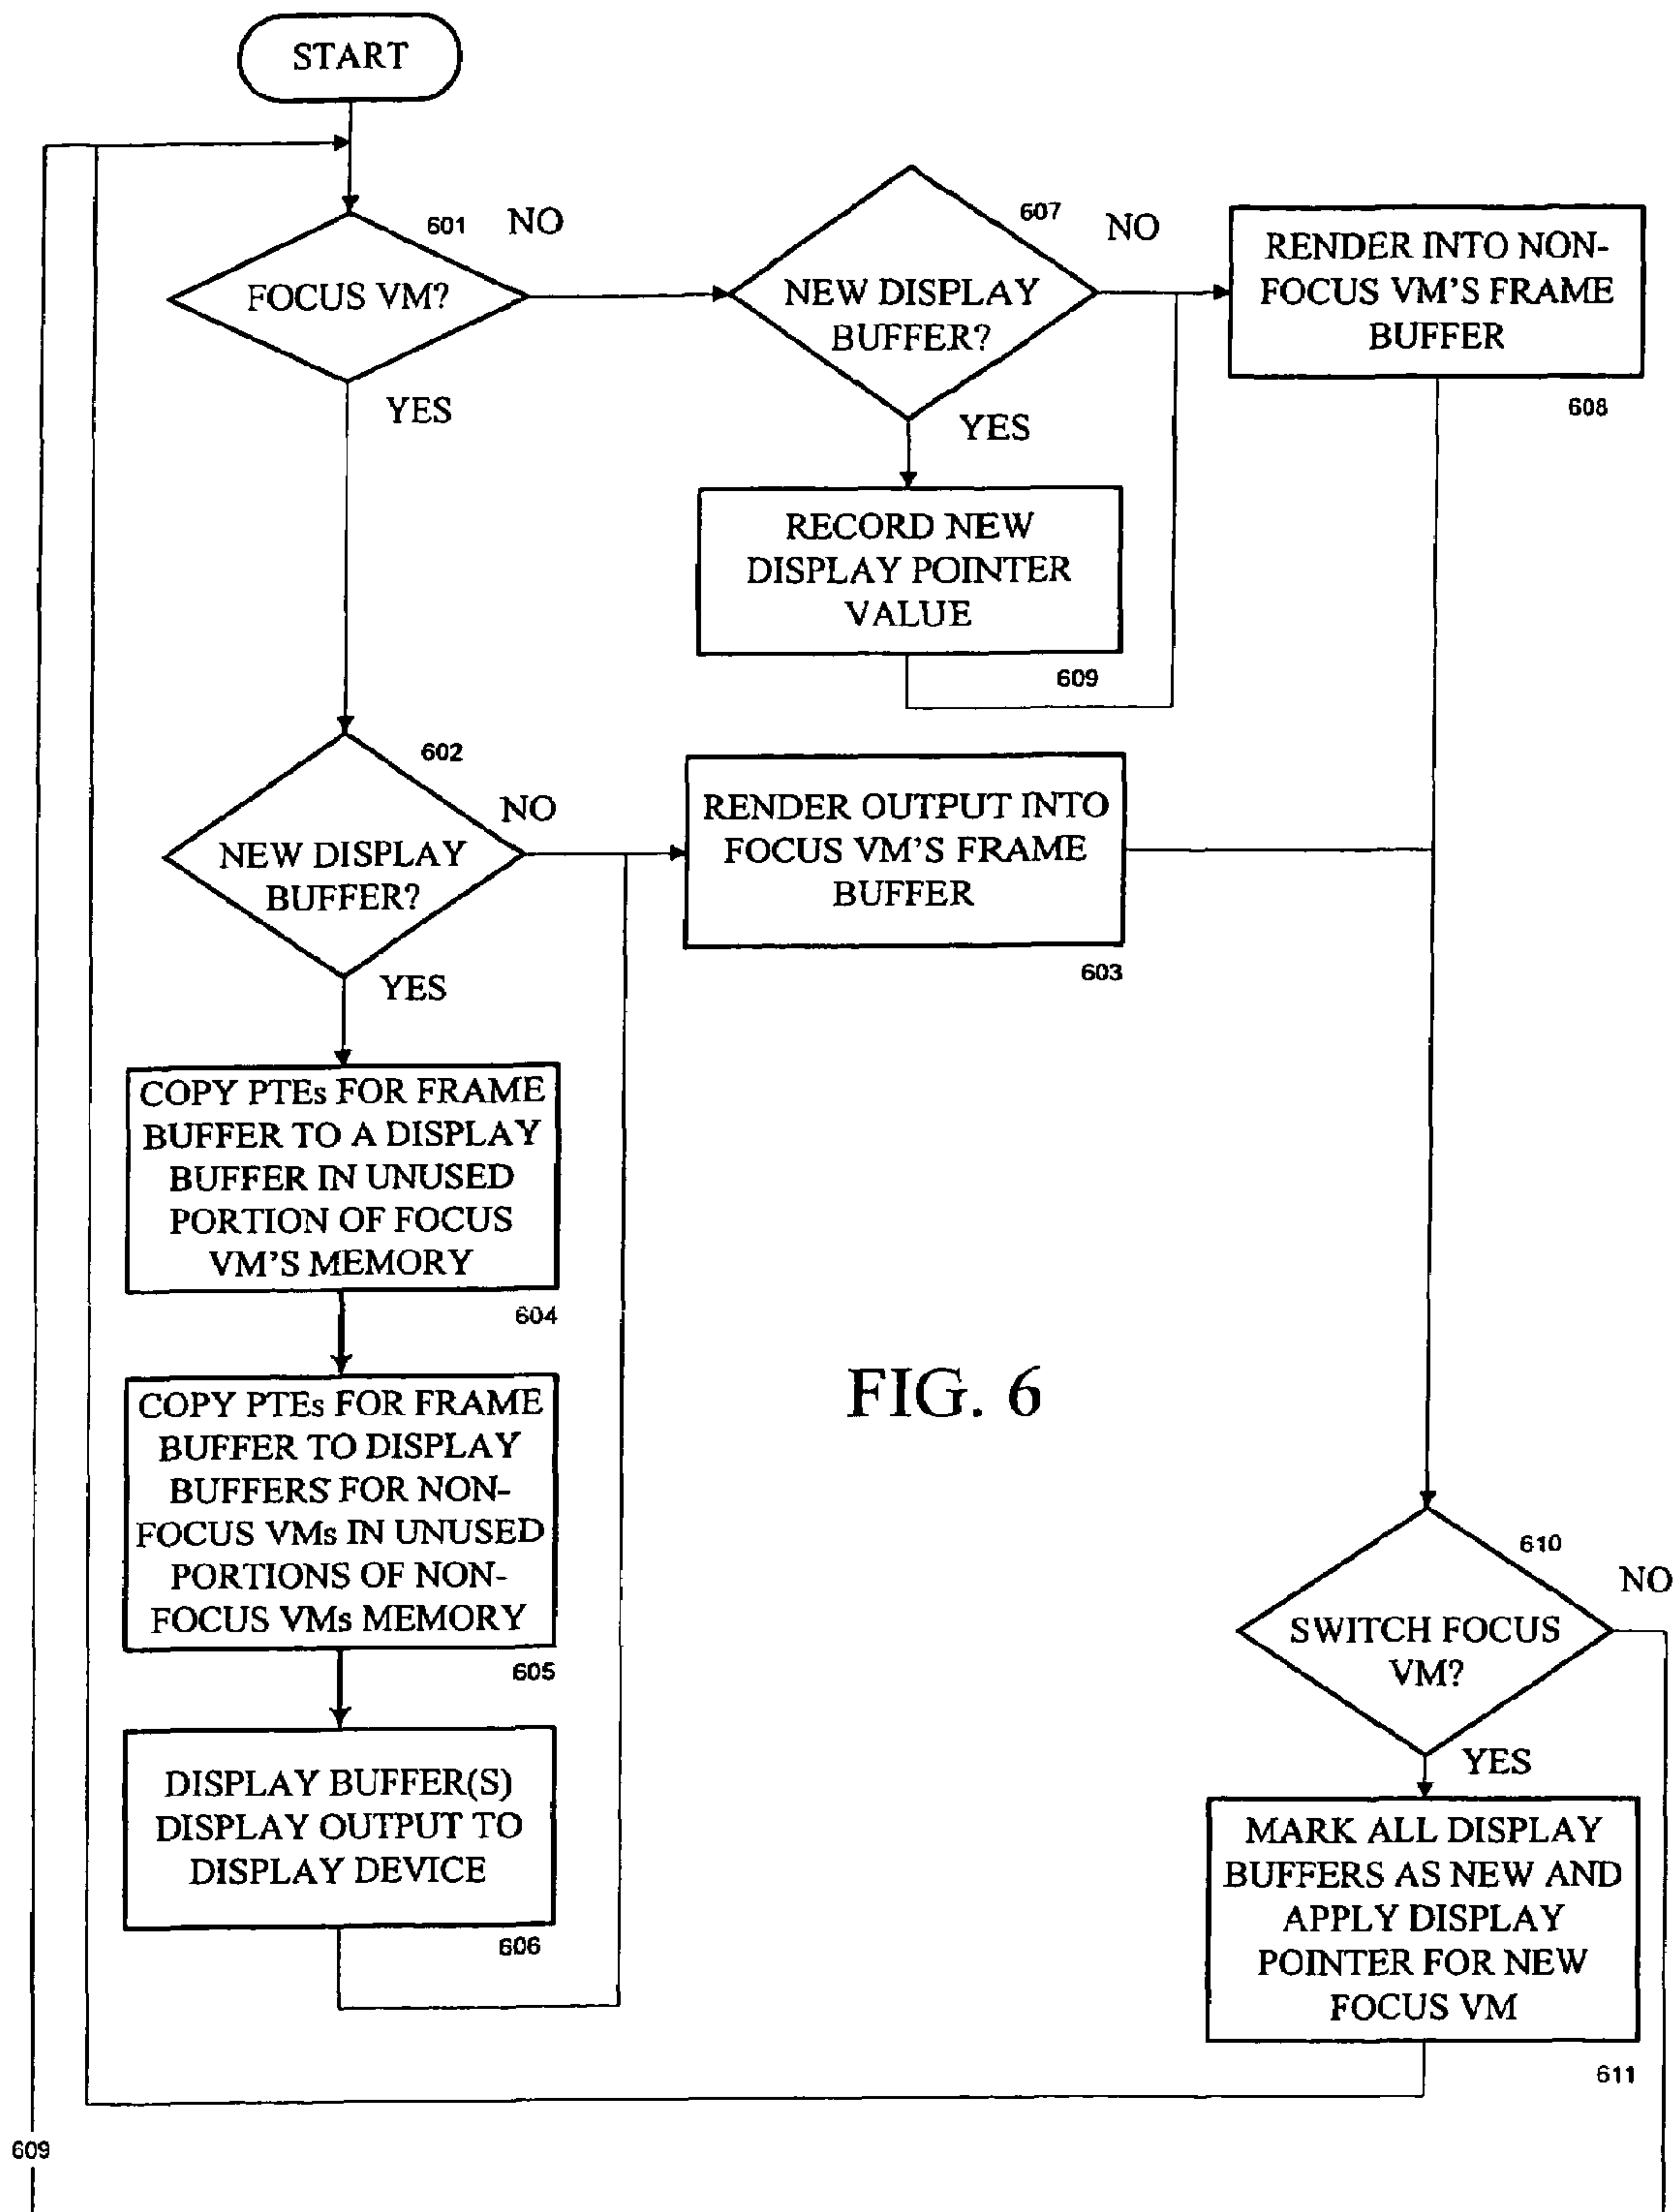 START
601
NO
FOCUS VM?
YES
607
NO
NEW DISPLAY
BUFFER?
YES
RENDER INTO NON-
FOCUS VM'S FRAME
BUFFER
608
RECORD NEW
DISPLAY POINTER
VALUE
609
602
NO
NEW DISPLAY
BUFFER?
YES
RENDER OUTPUT INTO
FOCUS VM'S FRAME
BUFFER
603
COPY PTEs FOR FRAME
BUFFER TO A DISPLAY
BUFFER IN UNUSED
PORTION OF FOCUS
VM'S MEMORY
604
COPY PTEs FOR FRAME
BUFFER TO DISPLAY
BUFFERS FOR NON-
FOCUS VMs IN UNUSED
PORTIONS OF NON-
FOCUS VMs MEMORY
605
DISPLAY BUFFER(S)
DISPLAY OUTPUT TO
DISPLAY DEVICE
606
FIG. 6
610
NO
SWITCH FOCUS
VM?
YES
MARK ALL DISPLAY
BUFFERS AS NEW AND
APPLY DISPLAY
POINTER FOR NEW
FOCUS VM
611
609